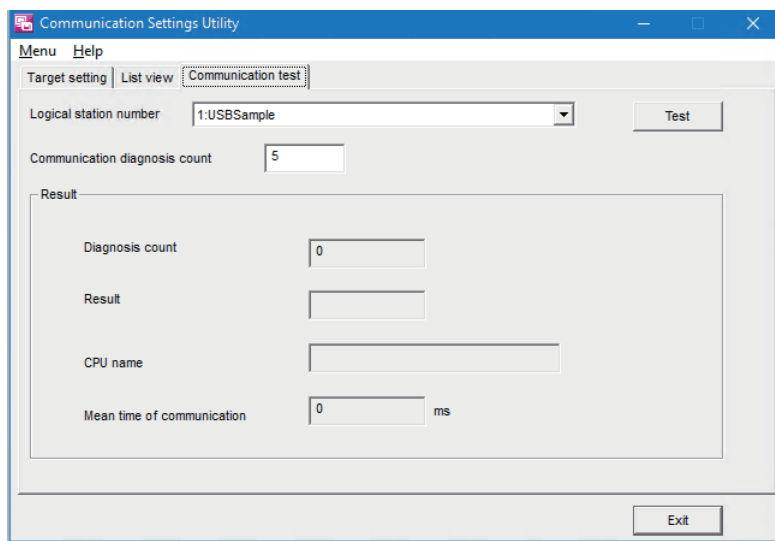 Communication Settings Utility
Menu Help
Target setting List view Communication test
Logical station number 1:USBSample Test
Communication diagnosis count 5
Result
Diagnosis count 0
Result
CPU name
Mean time of communication 0 ms
Exit